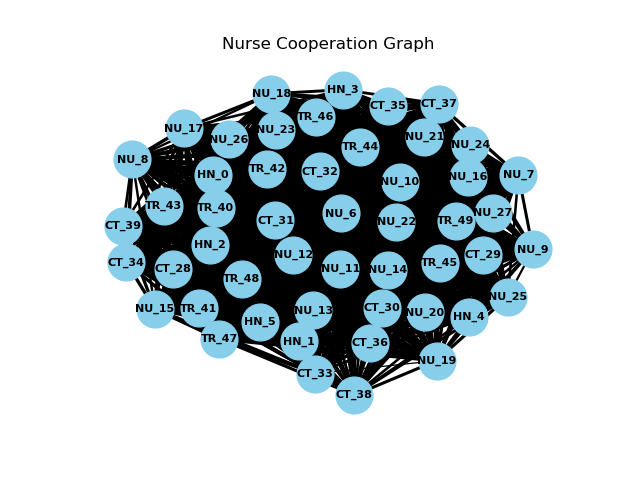 Nurse Cooperation Graph
NU_18
HN_3
CT_35
CT_37
TR_46
NU_17
NU_26
NU_23
NU_21
NU_24
TR_44
NU_8
HN_0
TR_42
CT_32
NU_10
NU_16
NU_7
TR_43
TR_40
CT_31
NU_6
NU_22
TR_49
NU_27
CT_39
HN_2
NU_9
CT_34
CT_28
TR_48
NU_12
NU_11
NU_14
TR_45
CT_29
NU_25
NU_15
TR_41
HN_5
NU_13
CT_30
NU_20
HN_4
TR_47
HN_1
CT_36
NU_19
CT_33
CT_38